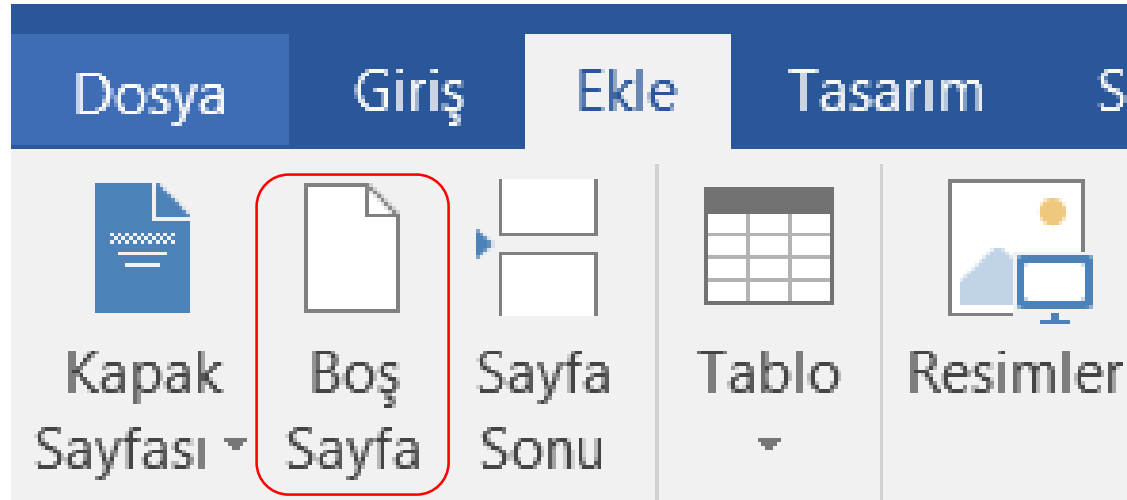 Dosya Giriş Ekle Tasarım S
Kapak Boş Sayfa Tablo Resimler
Sayfası Sayfa Sonu